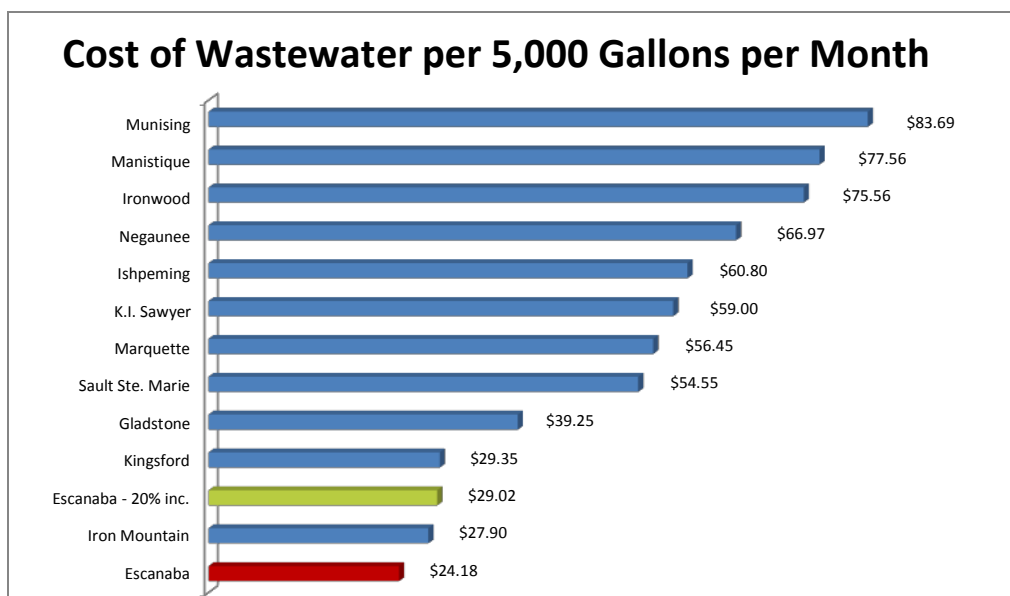 Cost of Wastewater per 5,000 Gallons per Month
Munising $83.69
Manistique $77.56
Ironwood $75.56
Negaunee $66.97
Ishpeming $60.80
K.I. Sawyer $59.00
Marquette $56.45
Sault Ste. Marie $54.55
Gladstone $39.25
Kingsford $29.35
Escanaba - 20% inc. $29.02
Iron Mountain $27.90
Escanaba $24.18